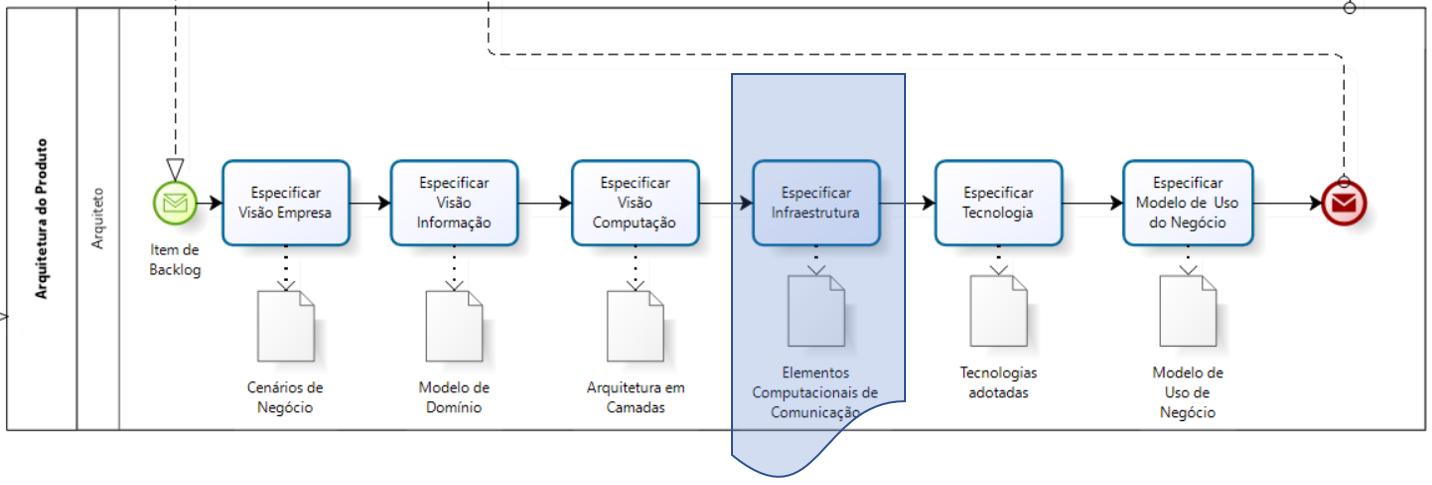 Arquitetura do Produto
Arquiteto
Item de
Backlog
Especificar
Visão Empresa
Especificar
Visão
Informação
Especificar
Visão
Computação
Especificar
Infraestrutura
Especificar
Tecnologia
Especificar
Modelo de Uso
do Negócio
Cenários de
Negócio
Modelo de
Domínio
Arquitetura em
Camadas
Elementos
Computacionais de
Comunicação
Tecnologias
adotadas
Modelo de
Uso de
Negócio